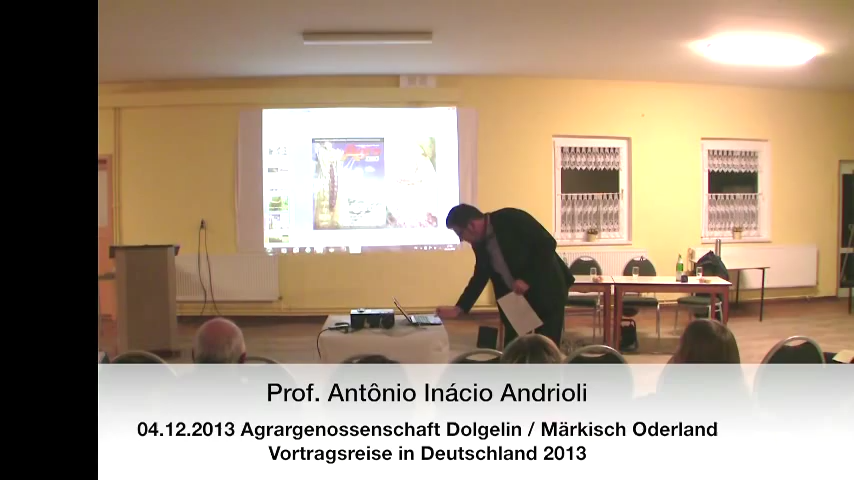 Prof. Antônio Inácio Andrioli
04.12.2013 Agrargenossenschaft Dolgelin / Märkisch Oderland
Vortragsreise in Deutschland 2013